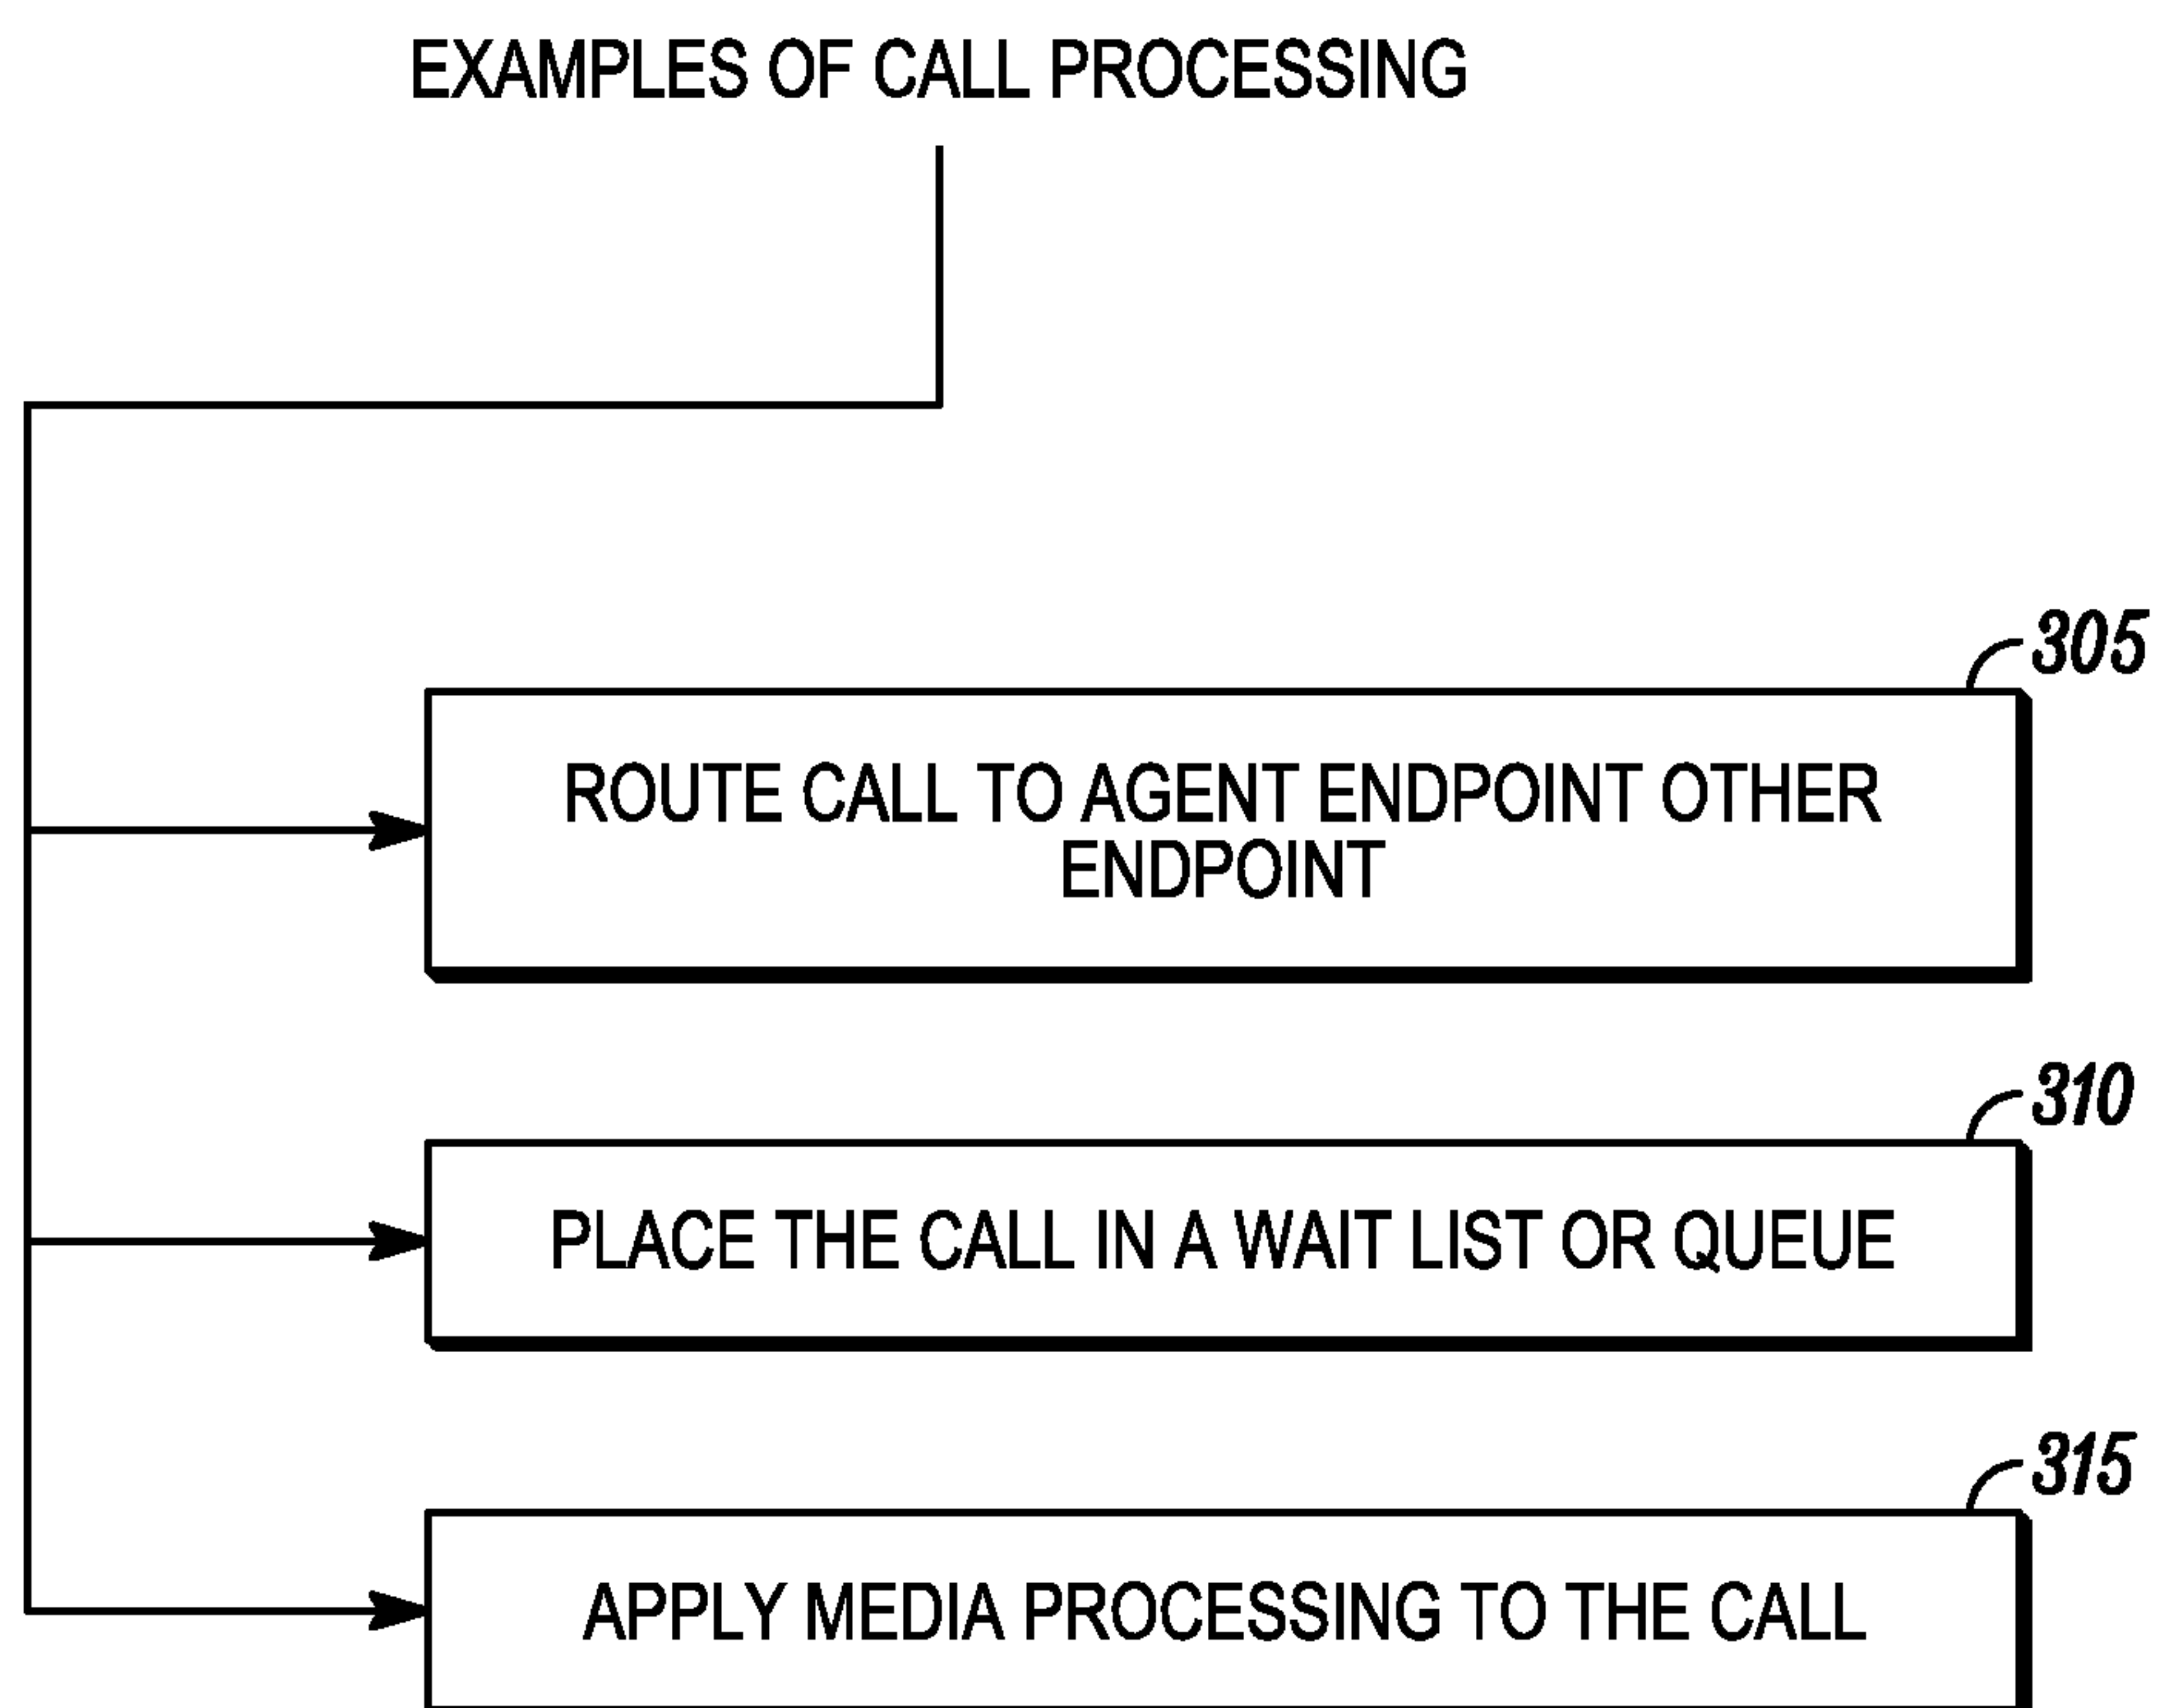 EXAMPLES OF CALL PROCESSING
305
ROUTE CALL TO AGENT ENDPOINT OTHER
ENDPOINT
310
PLACE THE CALL IN A WAIT LIST OR QUEUE
315
APPLY MEDIA PROCESSING TO THE CALL